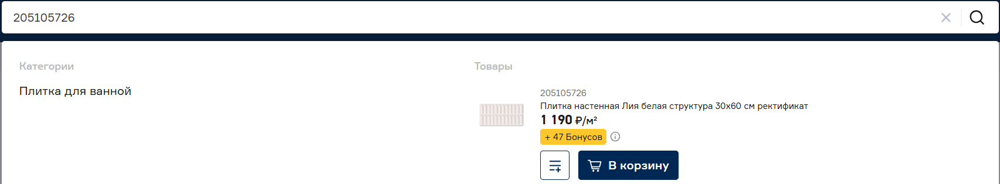 205105726
Категории
Плитка для ванной
Товары
205105726
Плитка настенная Лия белая структура 30x60 см ректификат
1 190 ₽/м²
+ 47 Бонусов
В корзину